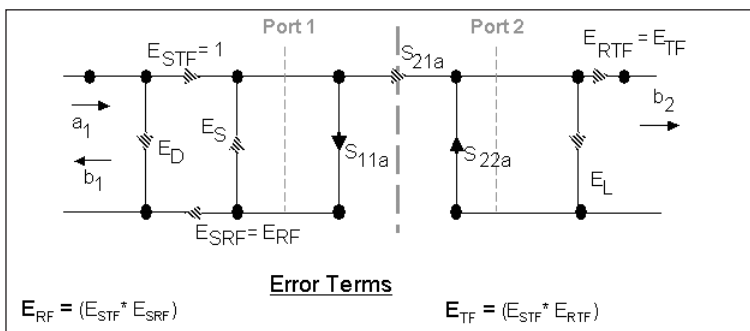 Port 1 Port 2
E_STF = 1 S_21a E_RTF = E_TF
a_1 b_2
E_D E_S S_11a S_22a
b_1 E_L
E_SRF = E_RF
Error Terms
E_RF = (E_STF * E_SRF) E_TF = (E_STF * E_RTF)